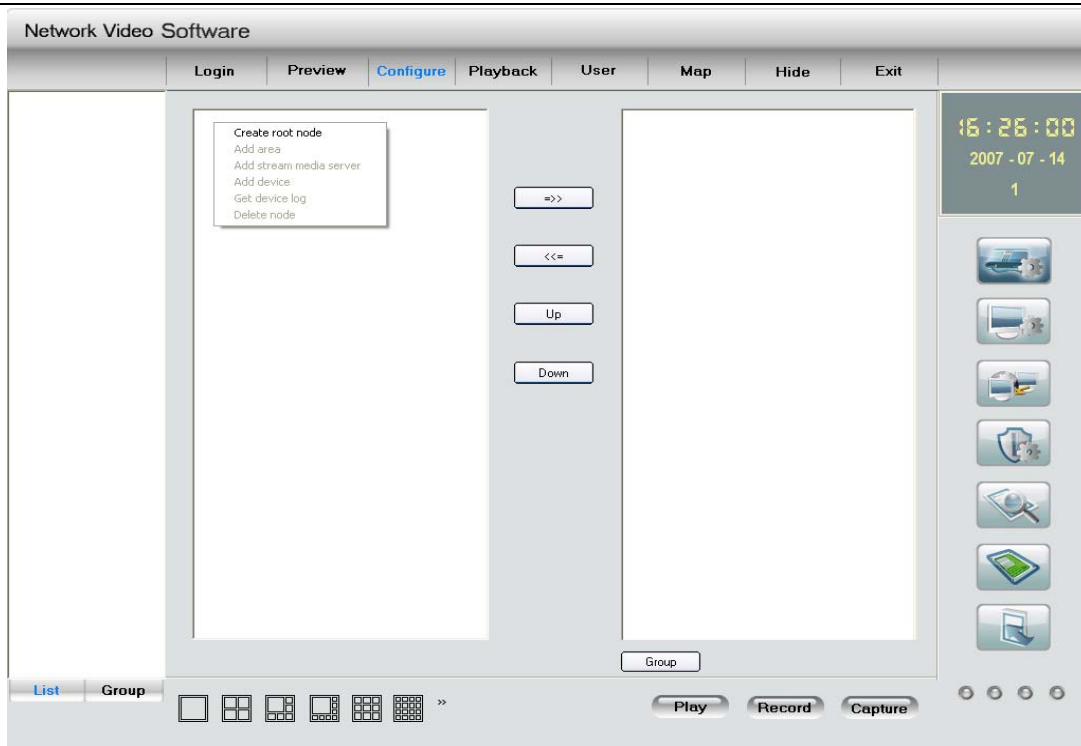 Network Video Software
Login Preview Configure Playback User Map Hide Exit
Create root node
Add area
Add stream media server
Add device
Get device log
Delete node
=>>
<<=
Up
Down
16:26:00
2007 - 07 - 14
1
Group
List Group
»
Play Record Capture